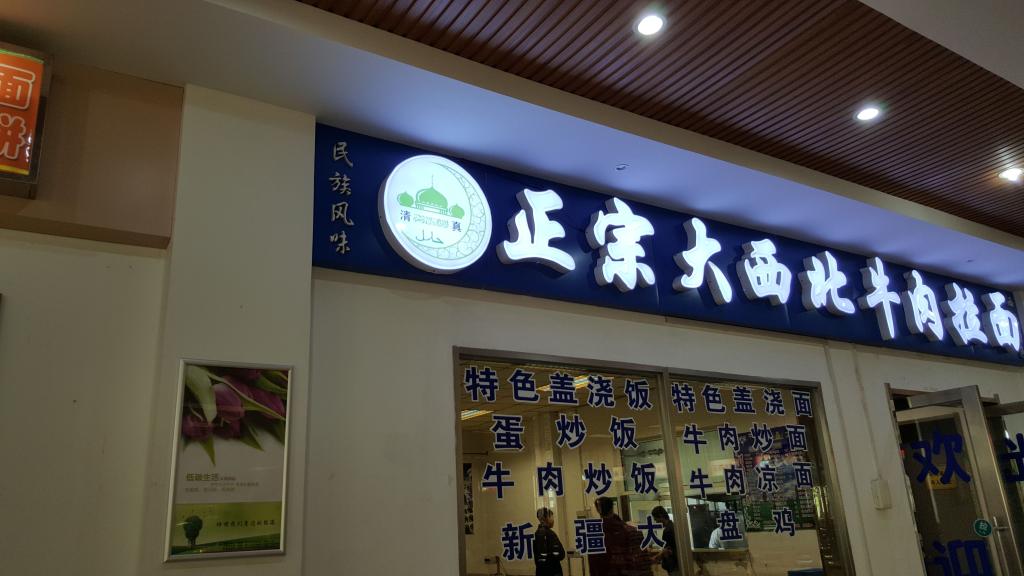 面
民族风味
清 真
حلال
正宗大西北牛肉拉面
特色盖浇饭 特色盖浇面
蛋炒饭 牛肉炒面
牛肉炒饭 牛肉凉面
新疆大盘鸡
欢
迎
低碳生活